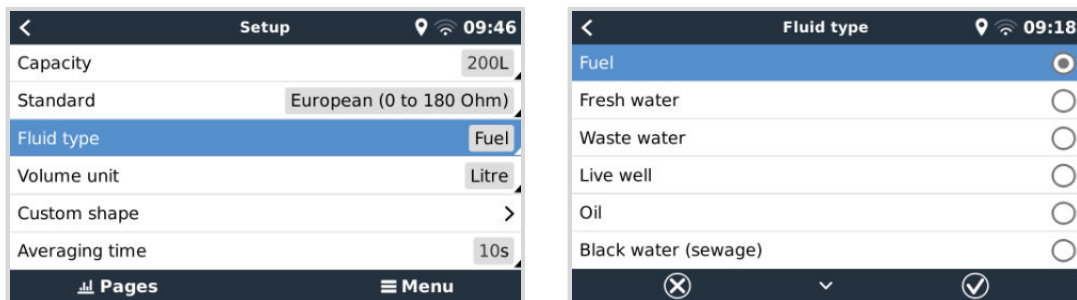 Setup 09:46
Capacity 200L
Standard European (0 to 180 Ohm)
Fluid type Fuel
Volume unit Litre
Custom shape
Averaging time 10s
Pages Menu
Fluid type 09:18
Fuel
Fresh water
Waste water
Live well
Oil
Black water (sewage)